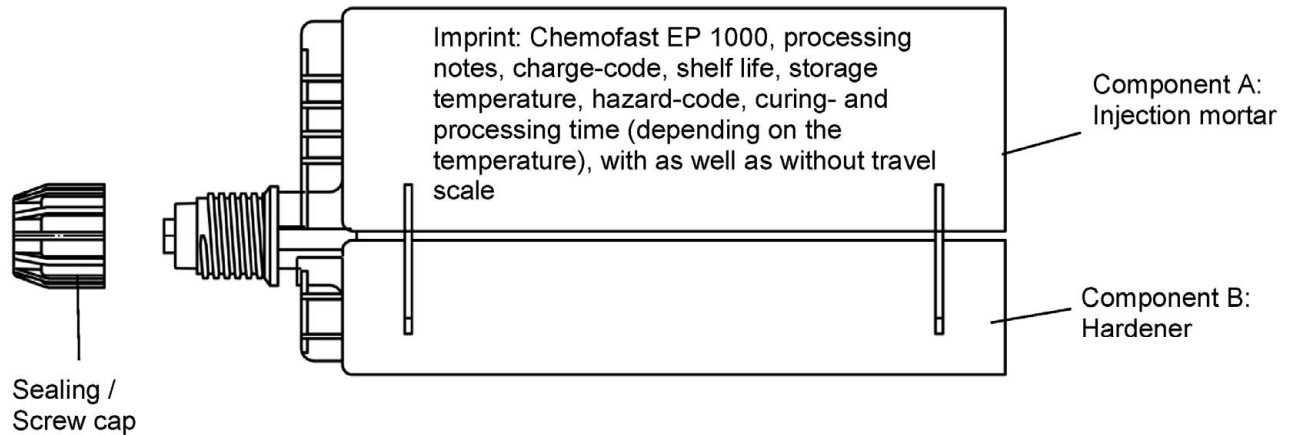 Imprint: Chemofast EP 1000, processing
notes, charge-code, shelf life, storage
temperature, hazard-code, curing- and
processing time (depending on the
temperature), with as well as without travel
scale
Component A:
Injection mortar
Component B:
Hardener
Sealing /
Screw cap